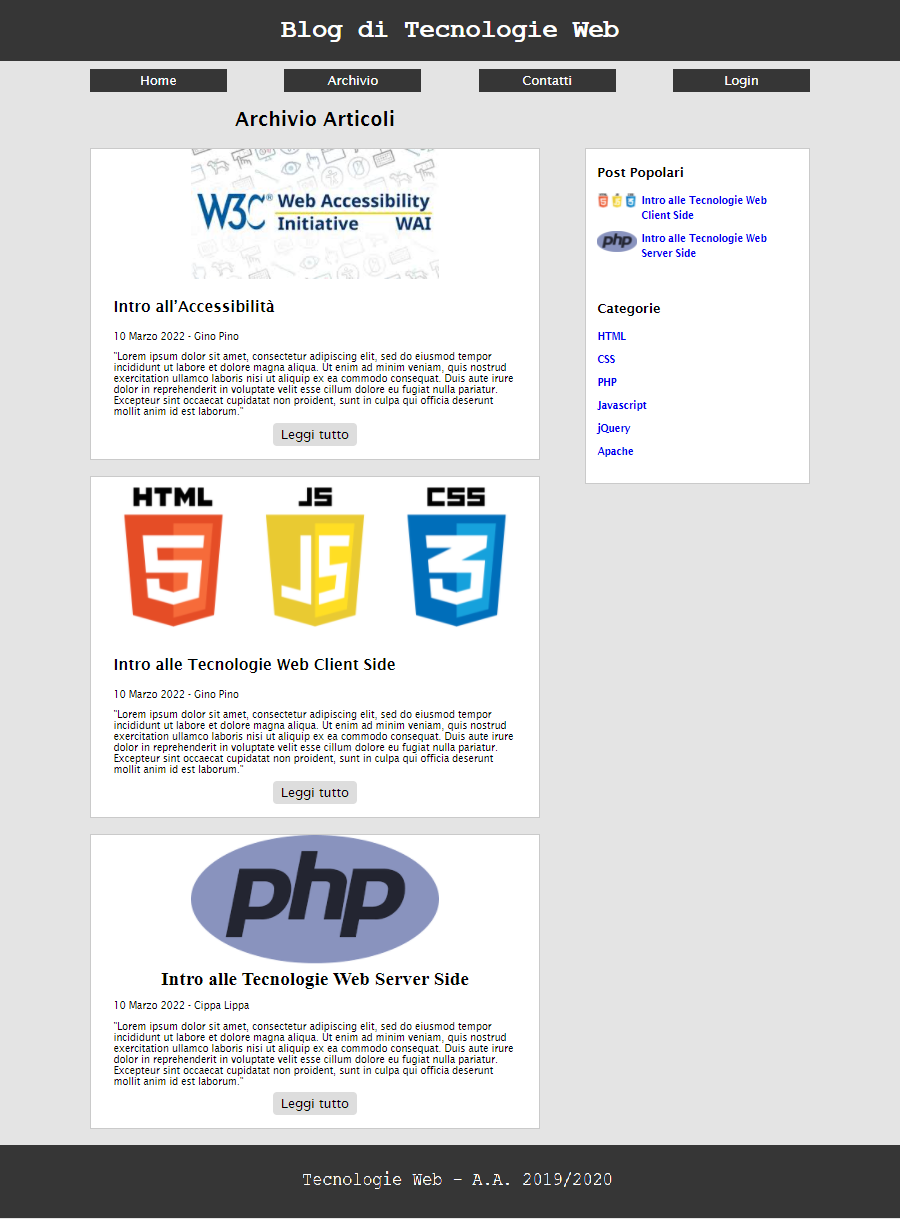 Blog di Tecnologie Web
Home
Archivio
Contatti
Login
Archivio Articoli
W3C® Web Accessibility
Initiative WAI
Intro all'Accessibilità
10 Marzo 2022 - Gino Pino
"Lorem ipsum dolor sit amet, consectetur adipiscing elit, sed do eiusmod tempor
incididunt ut labore et dolore magna aliqua. Ut enim ad minim veniam, quis nostrud
exercitation ullamco laboris nisi ut aliquip ex ea commodo consequat. Duis aute irure
dolor in reprehenderit in voluptate velit esse cillum dolore eu fugiat nulla pariatur.
Excepteur sint occaecat cupidatat non proident, sunt in culpa qui officia deserunt
mollit anim id est laborum."
Leggi tutto
HTML JS CSS
5 JS 3
Intro alle Tecnologie Web Client Side
10 Marzo 2022 - Gino Pino
"Lorem ipsum dolor sit amet, consectetur adipiscing elit, sed do eiusmod tempor
incididunt ut labore et dolore magna aliqua. Ut enim ad minim veniam, quis nostrud
exercitation ullamco laboris nisi ut aliquip ex ea commodo consequat. Duis aute irure
dolor in reprehenderit in voluptate velit esse cillum dolore eu fugiat nulla pariatur.
Excepteur sint occaecat cupidatat non proident, sunt in culpa qui officia deserunt
mollit anim id est laborum."
Leggi tutto
php
Intro alle Tecnologie Web Server Side
10 Marzo 2022 - Cippa Lippa
"Lorem ipsum dolor sit amet, consectetur adipiscing elit, sed do eiusmod tempor
incididunt ut labore et dolore magna aliqua. Ut enim ad minim veniam, quis nostrud
exercitation ullamco laboris nisi ut aliquip ex ea commodo consequat. Duis aute irure
dolor in reprehenderit in voluptate velit esse cillum dolore eu fugiat nulla pariatur.
Excepteur sint occaecat cupidatat non proident, sunt in culpa qui officia deserunt
mollit anim id est laborum."
Leggi tutto
Post Popolari
Intro alle Tecnologie Web
Client Side
php
Intro alle Tecnologie Web
Server Side
Categorie
HTML
CSS
PHP
Javascript
jQuery
Apache
Tecnologie Web - A.A. 2019/2020